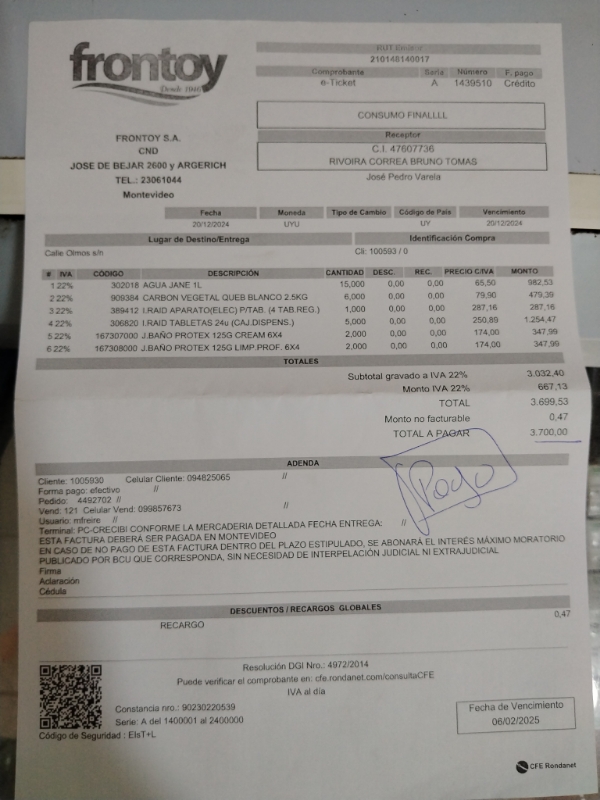 frontoy
Desde 1916
RUT Emisor
210148140017
Comprobante Serie Número F. pago
e-Ticket A 1439510 Crédito
CONSUMO FINALLLL
Receptor
C.I. 47607736
RIVOIRA CORREA BRUNO TOMAS
José Pedro Varela
FRONTOY S.A.
CND
JOSE DE BEJAR 2600 y ARGERICH
TEL.: 23061044
Montevideo
Fecha Moneda Tipo de Cambio Código de País Vencimiento
20/12/2024 UYU UY 20/12/2024
Lugar de Destino/Entrega Identificación Compra
Calle Olmos s/n Cli: 100593 / 0
# IVA CÓDIGO DESCRIPCIÓN CANTIDAD DESC. REC. PRECIO C/IVA MONTO
1 22% 302018 AGUA JANE 1L 15,000 0,00 0,00 65,50 982,53
2 22% 909384 CARBON VEGETAL QUEB BLANCO 2.5KG 6,000 0,00 0,00 79,90 479,39
3 22% 389412 I.RAID APARATO(ELEC) P/TAB. (4 TAB.REG.) 1,000 0,00 0,00 287,16 287,16
4 22% 306820 I.RAID TABLETAS 24u (CAJ.DISPENS.) 5,000 0,00 0,00 250,89 1.254,47
5 22% 167307000 J.BAÑO PROTEX 125G CREAM 6X4 2,000 0,00 0,00 174,00 347,99
6 22% 167308000 J.BAÑO PROTEX 125G LIMP.PROF. 6X4 2,000 0,00 0,00 174,00 347,99
TOTALES
Subtotal gravado a IVA 22% 3.032,40
Monto IVA 22% 667,13
TOTAL 3.699,53
Monto no facturable 0,47
TOTAL A PAGAR 3.700,00
ADENDA
Pago
Cliente: 1005930 Celular Cliente: 094825065 //
Forma pago: efectivo //
Pedido: 4492702 //
Vend: 121 Celular Vend: 099857673 //
Usuario: mfreire //
Terminal: PC-CRECIBI CONFORME LA MERCADERIA DETALLADA FECHA ENTREGA: //
ESTA FACTURA DEBERÁ SER PAGADA EN MONTEVIDEO
EN CASO DE NO PAGO DE ESTA FACTURA DENTRO DEL PLAZO ESTIPULADO, SE ABONARÁ EL INTERÉS MÁXIMO MORATORIO
PUBLICADO POR BCU QUE CORRESPONDA, SIN NECESIDAD DE INTERPELACIÓN JUDICIAL NI EXTRAJUDICIAL
Firma
Aclaración
Cédula
DESCUENTOS / RECARGOS GLOBALES
RECARGO 0,47
Resolución DGI Nro.: 4972/2014
Puede verificar el comprobante en: cfe.rondanet.com/consultaCFE
IVA al día
Constancia nro.: 90230220539
Serie: A del 1400001 al 2400000
Código de Seguridad : EIsT+L
Fecha de Vencimiento
06/02/2025
CFE Rondanet